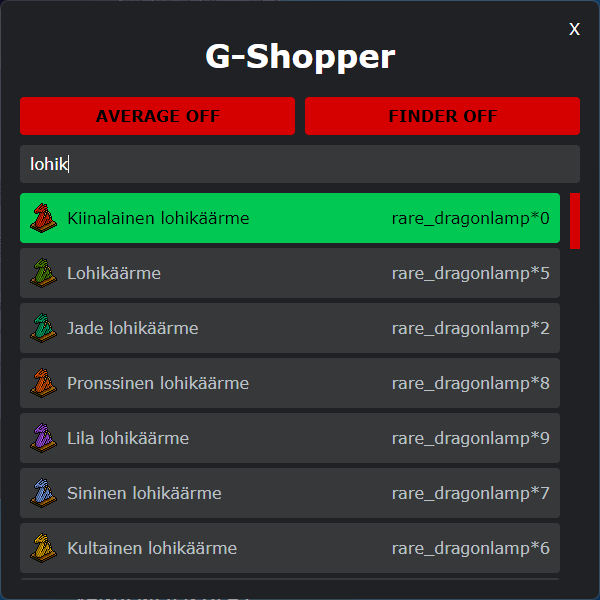 X
G-Shopper
AVERAGE OFF FINDER OFF
lohik
Kiinalainen lohikäärme rare_dragonlamp*0
Lohikäärme rare_dragonlamp*5
Jade lohikäärme rare_dragonlamp*2
Pronssinen lohikäärme rare_dragonlamp*8
Lila lohikäärme rare_dragonlamp*9
Sininen lohikäärme rare_dragonlamp*7
Kultainen lohikäärme rare_dragonlamp*6